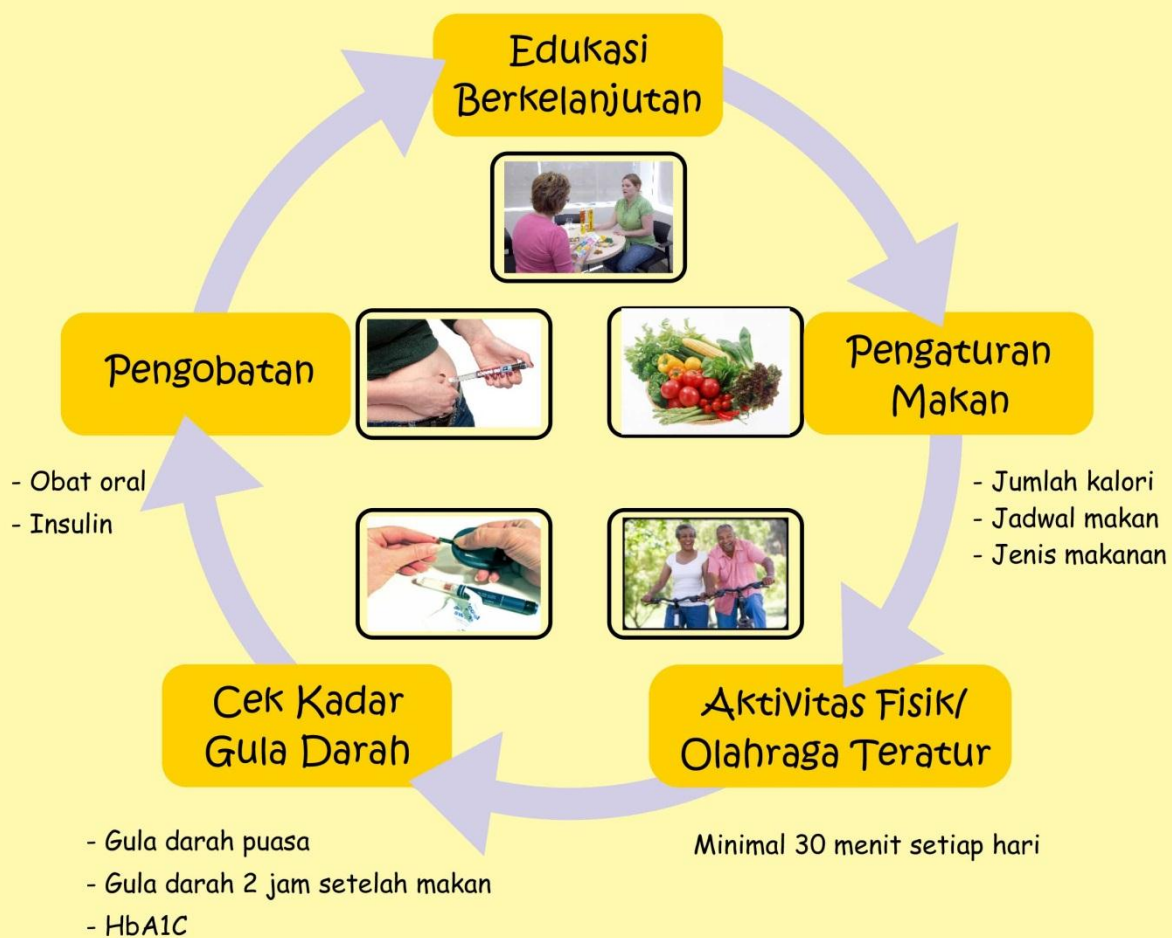 Edukasi
Berkelanjutan
Pengaturan
Makan
- Jumlah kalori
- Jadwal makan
- Jenis makanan
Aktivitas Fisik/
Olahraga Teratur
Minimal 30 menit setiap hari
Cek Kadar
Gula Darah
- Gula darah puasa
- Gula darah 2 jam setelah makan
- HbA1C
Pengobatan
- Obat oral
- Insulin